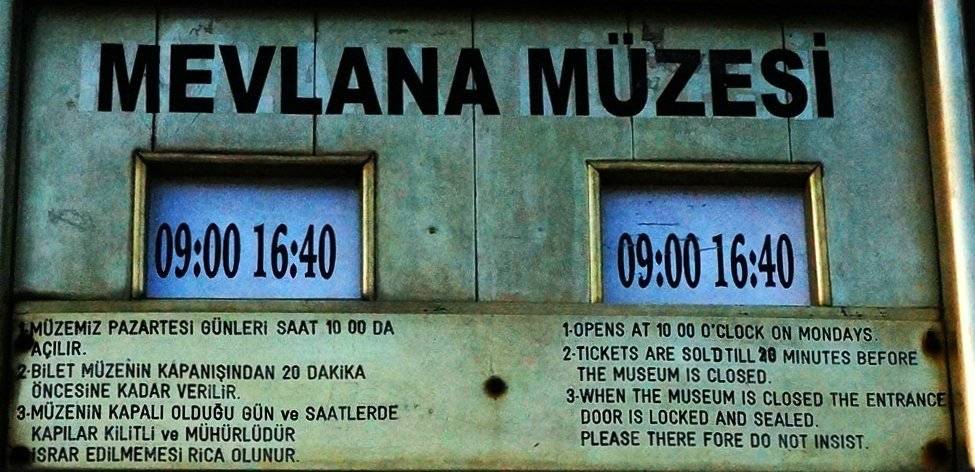 MEVLANA MÜZESİ
09:00 16:40
09:00 16:40
1-MÜZEMİZ PAZARTESİ GÜNLERİ SAAT 10 00 DA
AÇILIR.
2-BİLET MÜZENİN KAPANIŞINDAN 20 DAKİKA
ÖNCESİNE KADAR VERİLİR.
3-MÜZENİN KAPALI OLDUĞU GÜN ve SAATLERDE
KAPILAR KİLİTLİ ve MÜHÜRLÜDÜR
ISRAR EDİLMEMESİ RİCA OLUNUR.
1-OPENS AT 10 00 O'CLOCK ON MONDAYS.
2-TICKETS ARE SOLD TILL 20 MINUTES BEFORE
THE MUSEUM IS CLOSED.
3-WHEN THE MUSEUM IS CLOSED THE ENTRANCE
DOOR IS LOCKED AND SEALED.
PLEASE THERE FORE DO NOT INSIST.